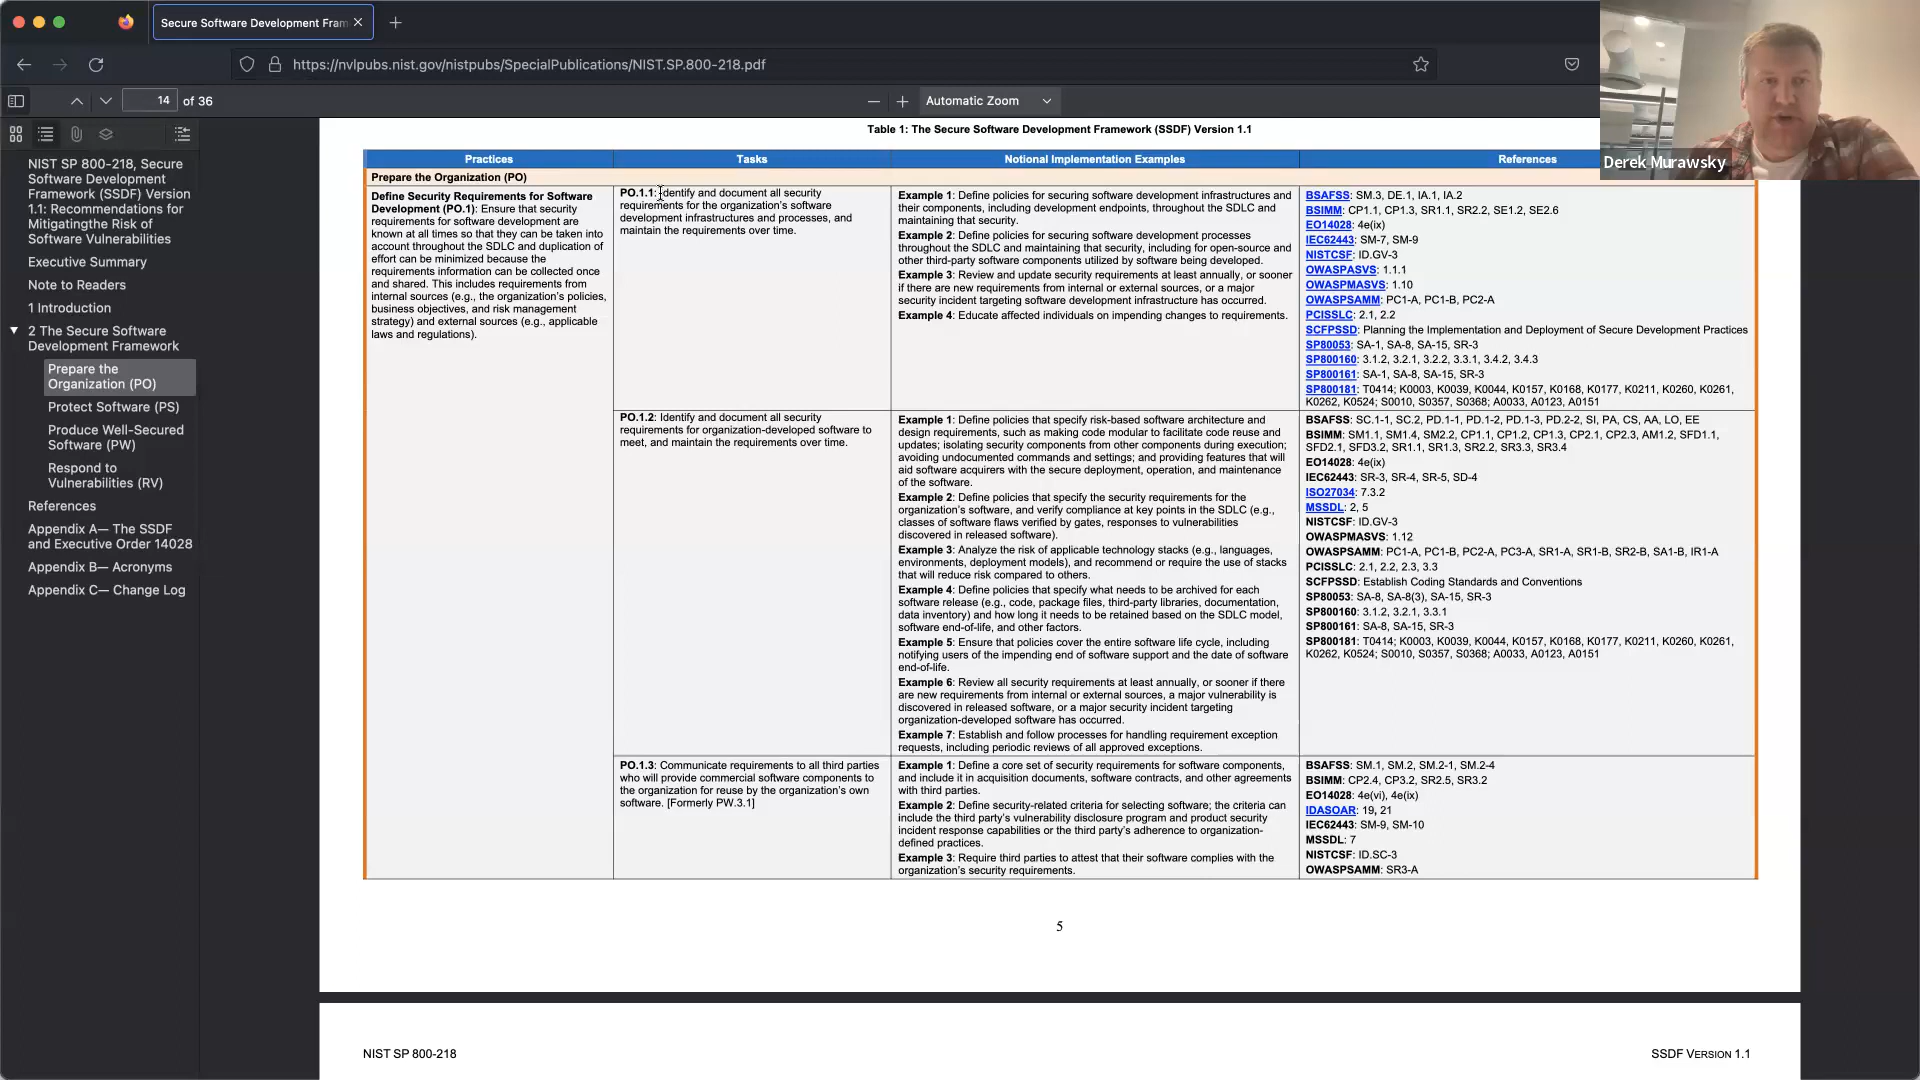 Secure Software Development Fram
https://nvlpubs.nist.gov/nistpubs/SpecialPublications/NIST.SP.800-218.pdf
14 of 36
Automatic Zoom
Derek Murawsky
NIST SP 800-218, Secure
Software Development
Framework (SSDF) Version
1.1: Recommendations for
Mitigatingthe Risk of
Software Vulnerabilities
Executive Summary
Note to Readers
1 Introduction
2 The Secure Software
Development Framework
Prepare the
Organization (PO)
Protect Software (PS)
Produce Well-Secured
Software (PW)
Respond to
Vulnerabilities (RV)
References
Appendix A— The SSDF
and Executive Order 14028
Appendix B— Acronyms
Appendix C— Change Log
Table 1: The Secure Software Development Framework (SSDF) Version 1.1
Practices
Tasks
Notional Implementation Examples
References
Prepare the Organization (PO)
Define Security Requirements for Software
Development (PO.1): Ensure that security
requirements for software development are
known at all times so that they can be taken into
account throughout the SDLC and duplication of
effort can be minimized because the
requirements information can be collected once
and shared. This includes requirements from
internal sources (e.g., the organization's policies,
business objectives, and risk management
strategy) and external sources (e.g., applicable
laws and regulations).
PO.1.1: Identify and document all security
requirements for the organization's software
development infrastructures and processes, and
maintain the requirements over time.
Example 1: Define policies for securing software development infrastructures and
their components, including development endpoints, throughout the SDLC and
maintaining that security.
Example 2: Define policies for securing software development processes
throughout the SDLC and maintaining that security, including for open-source and
other third-party software components utilized by software being developed.
Example 3: Review and update security requirements at least annually, or sooner
if there are new requirements from internal or external sources, or a major
security incident targeting software development infrastructure has occurred.
Example 4: Educate affected individuals on impending changes to requirements.
BSAFSS: SM.3, DE.1, IA.1, IA.2
BSIMM: CP1.1, CP1.3, SR1.1, SR2.2, SE1.2, SE2.6
EO14028: 4e(ix)
IEC62443: SM-7, SM-9
NISTCSF: ID.GV-3
OWASPASVS: 1.1.1
OWASPMASVS: 1.10
OWASPSAMM: PC1-A, PC1-B, PC2-A
PCISSLC: 2.1, 2.2
SCFPSSD: Planning the Implementation and Deployment of Secure Development Practices
SP80053: SA-1, SA-8, SA-15, SR-3
SP800160: 3.1.2, 3.2.1, 3.2.2, 3.3.1, 3.4.2, 3.4.3
SP800161: SA-1, SA-8, SA-15, SR-3
SP800181: T0414; K0003, K0039, K0044, K0157, K0168, K0177, K0211, K0260, K0261,
K0262, K0524; S0010, S0357, S0368; A0033, A0123, A0151
PO.1.2: Identify and document all security
requirements for organization-developed software to
meet, and maintain the requirements over time.
Example 1: Define policies that specify risk-based software architecture and
design requirements, such as making code modular to facilitate code reuse and
updates; isolating security components from other components during execution;
avoiding undocumented commands and settings; and providing features that will
aid software acquirers with the secure deployment, operation, and maintenance
of the software.
Example 2: Define policies that specify the security requirements for the
organization's software, and verify compliance at key points in the SDLC (e.g.,
classes of software flaws verified by gates, responses to vulnerabilities
discovered in released software).
Example 3: Analyze the risk of applicable technology stacks (e.g., languages,
environments, deployment models), and recommend or require the use of stacks
that will reduce risk compared to others.
Example 4: Define policies that specify what needs to be archived for each
software release (e.g., code, package files, third-party libraries, documentation,
data inventory) and how long it needs to be retained based on the SDLC model,
software end-of-life, and other factors.
Example 5: Ensure that policies cover the entire software life cycle, including
notifying users of the impending end of software support and the date of software
end-of-life.
Example 6: Review all security requirements at least annually, or sooner if there
are new requirements from internal or external sources, a major vulnerability is
discovered in released software, or a major security incident targeting
organization-developed software has occurred.
Example 7: Establish and follow processes for handling requirement exception
requests, including periodic reviews of all approved exceptions.
BSAFSS: SC.1-1, SC.2, PD.1-1, PD.1-2, PD.1-3, PD.2-2, SI, PA, CS, AA, LO, EE
BSIMM: SM1.1, SM1.4, SM2.2, CP1.1, CP1.2, CP1.3, CP2.1, CP2.3, AM1.2, SFD1.1,
SFD2.1, SFD3.2, SR1.1, SR1.3, SR2.2, SR3.3, SR3.4
EO14028: 4e(ix)
IEC62443: SR-3, SR-4, SR-5, SD-4
ISO27034: 7.3.2
MSSDL: 2, 5
NISTCSF: ID.GV-3
OWASPMASVS: 1.12
OWASPSAMM: PC1-A, PC1-B, PC2-A, PC3-A, SR1-A, SR1-B, SR2-B, SA1-B, IR1-A
PCISSLC: 2.1, 2.2, 2.3, 3.3
SCFPSSD: Establish Coding Standards and Conventions
SP80053: SA-8, SA-8(3), SA-15, SR-3
SP800160: 3.1.2, 3.2.1, 3.3.1
SP800161: SA-8, SA-15, SR-3
SP800181: T0414; K0003, K0039, K0044, K0157, K0168, K0177, K0211, K0260, K0261,
K0262, K0524; S0010, S0357, S0368; A0033, A0123, A0151
PO.1.3: Communicate requirements to all third parties
who will provide commercial software components to
the organization for reuse by the organization's own
software. [Formerly PW.3.1]
Example 1: Define a core set of security requirements for software components,
and include it in acquisition documents, software contracts, and other agreements
with third parties.
Example 2: Define security-related criteria for selecting software; the criteria can
include the third party's vulnerability disclosure program and product security
incident response capabilities or the third party's adherence to organization-
defined practices.
Example 3: Require third parties to attest that their software complies with the
organization's security requirements.
BSAFSS: SM.1, SM.2, SM.2-1, SM.2-4
BSIMM: CP2.4, CP3.2, SR2.5, SR3.2
EO14028: 4e(vi), 4e(ix)
IDASOAR: 19, 21
IEC62443: SM-9, SM-10
MSSDL: 7
NISTCSF: ID.SC-3
OWASPSAMM: SR3-A
5
NIST SP 800-218
SSDF VERSION 1.1